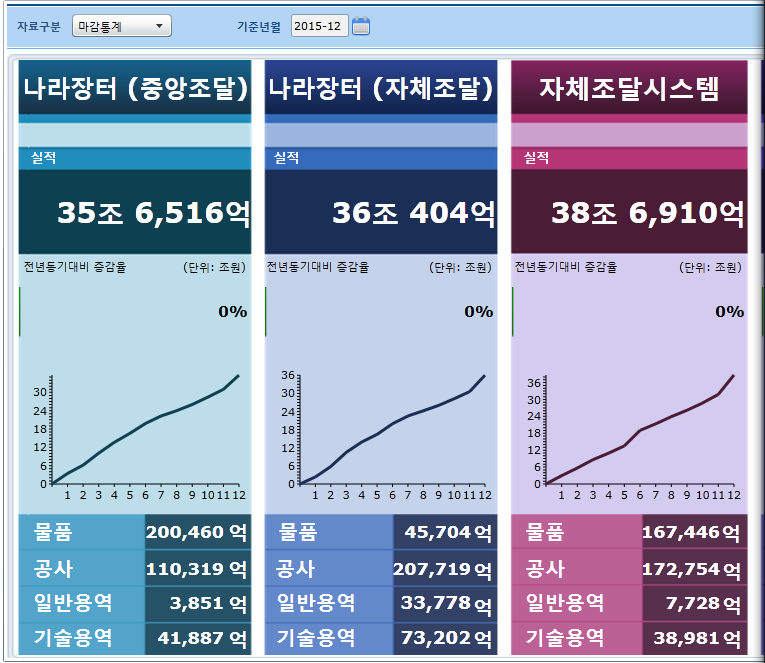 자료구분 마감통계 기준년월 2015-12
나라장터 (중앙조달)
실적
35조 6,516억
전년동기대비 증감율 (단위: 조원)
0%
30
24
18
12
6
0
1 2 3 4 5 6 7 8 9 10 11 12
물품 200,460 억
공사 110,319 억
일반용역 3,851 억
기술용역 41,887 억
나라장터 (자체조달)
실적
36조 404억
전년동기대비 증감율 (단위: 조원)
0%
36
30
24
18
12
6
0
1 2 3 4 5 6 7 8 9 10 11 12
물품 45,704 억
공사 207,719 억
일반용역 33,778 억
기술용역 73,202 억
자체조달시스템
실적
38조 6,910억
전년동기대비 증감율 (단위: 조원)
0%
36
30
24
18
12
6
0
1 2 3 4 5 6 7 8 9 10 11 12
물품 167,446 억
공사 172,754 억
일반용역 7,728 억
기술용역 38,981 억